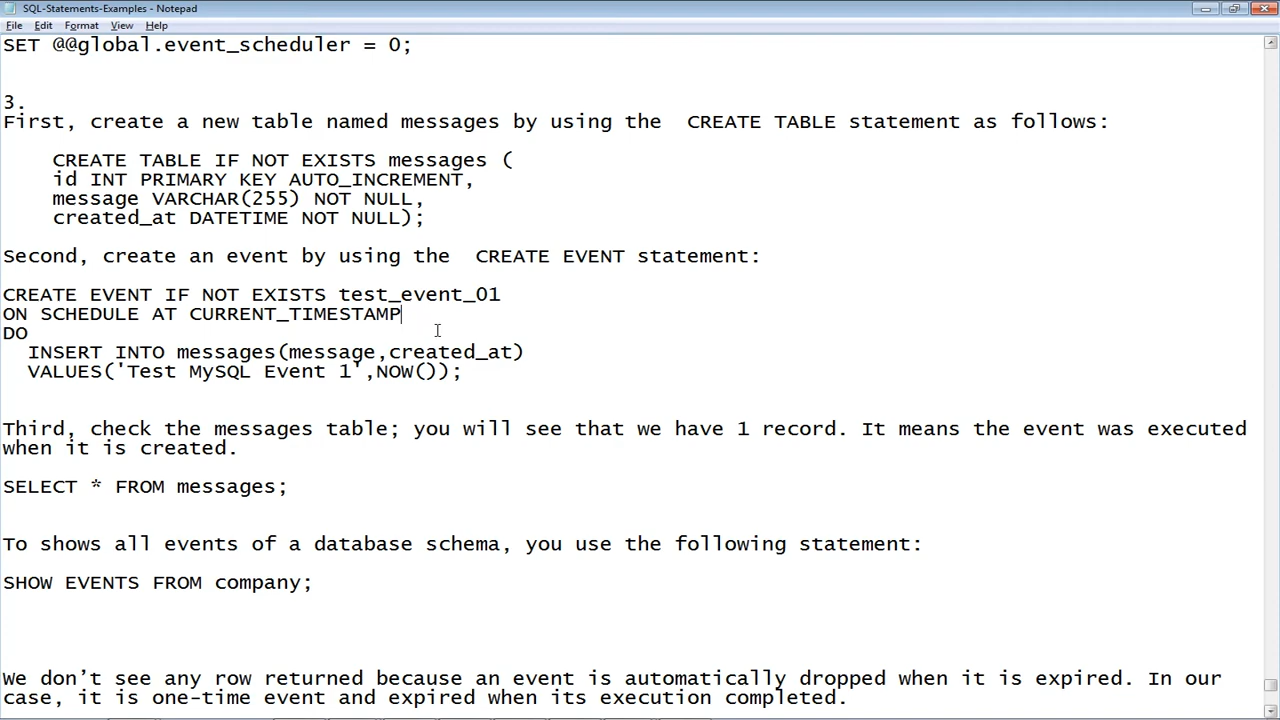 SQL-Statements-Examples - Notepad
File Edit Format View Help
SET @@global.event_scheduler = 0;
3.
First, create a new table named messages by using the  CREATE TABLE statement as follows:
CREATE TABLE IF NOT EXISTS messages (
id INT PRIMARY KEY AUTO_INCREMENT,
message VARCHAR(255) NOT NULL,
created_at DATETIME NOT NULL);
Second, create an event by using the  CREATE EVENT statement:
CREATE EVENT IF NOT EXISTS test_event_01
ON SCHEDULE AT CURRENT_TIMESTAMP
DO
INSERT INTO messages(message,created_at)
VALUES('Test MySQL Event 1',NOW());
Third, check the messages table; you will see that we have 1 record. It means the event was executed
when it is created.
SELECT * FROM messages;
To shows all events of a database schema, you use the following statement:
SHOW EVENTS FROM company;
We don’t see any row returned because an event is automatically dropped when it is expired. In our
case, it is one-time event and expired when its execution completed.